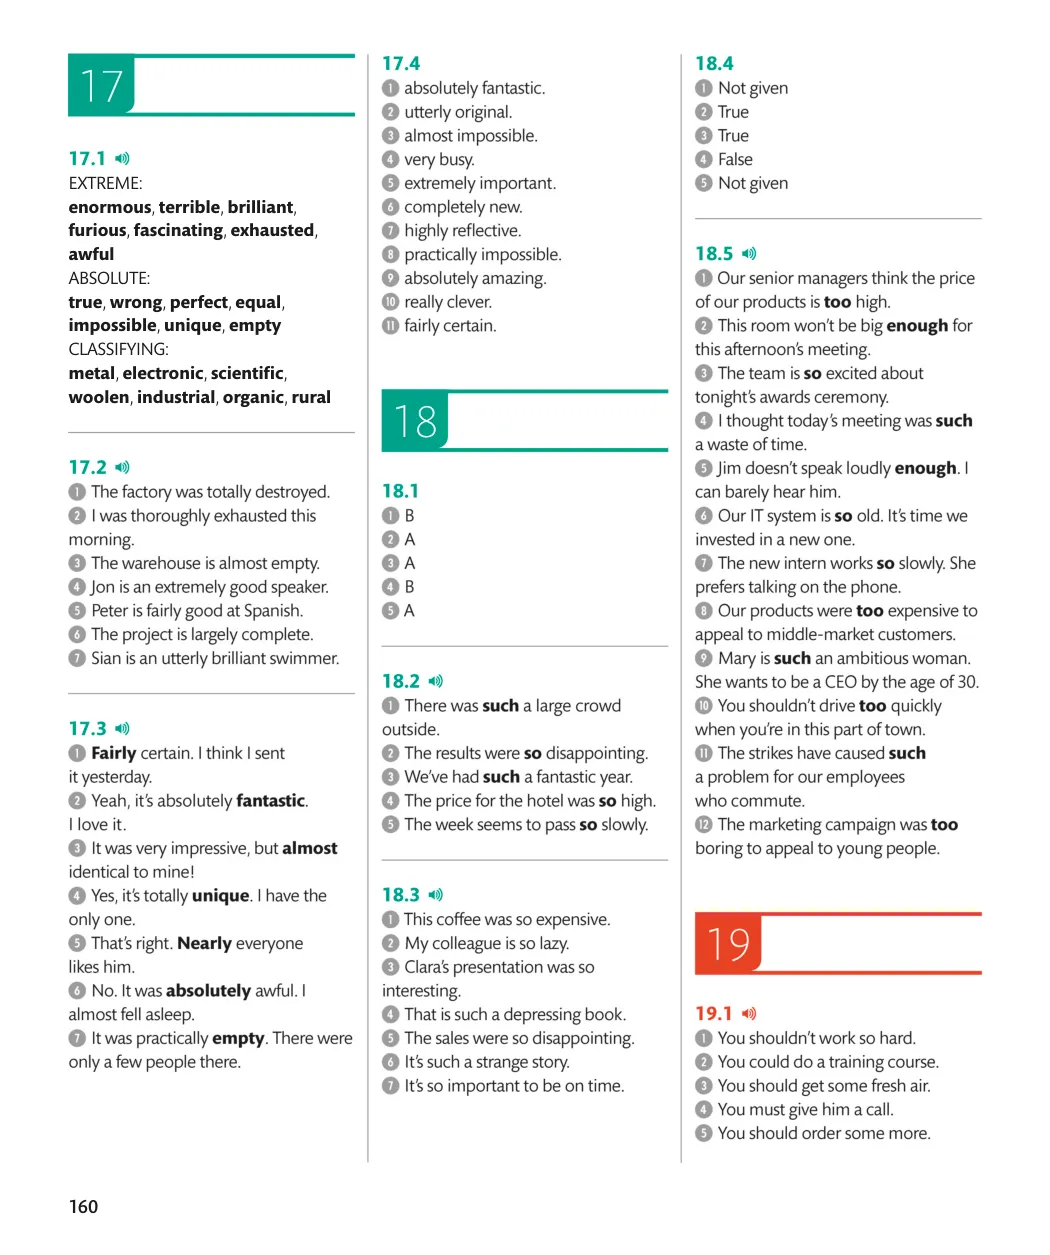 17
17.1
EXTREME:
enormous, terrible, brilliant,
furious, fascinating, exhausted,
awful
ABSOLUTE:
true, wrong, perfect, equal,
impossible, unique, empty
CLASSIFYING:
metal, electronic, scientific,
woolen, industrial, organic, rural
17.2
1 The factory was totally destroyed.
2 I was thoroughly exhausted this
morning.
3 The warehouse is almost empty.
4 Jon is an extremely good speaker.
5 Peter is fairly good at Spanish.
6 The project is largely complete.
7 Sian is an utterly brilliant swimmer.
17.3
1 Fairly certain. I think I sent
it yesterday.
2 Yeah, it’s absolutely fantastic.
I love it.
3 It was very impressive, but almost
identical to mine!
4 Yes, it’s totally unique. I have the
only one.
5 That’s right. Nearly everyone
likes him.
6 No. It was absolutely awful. I
almost fell asleep.
7 It was practically empty. There were
only a few people there.
17.4
1 absolutely fantastic.
2 utterly original.
3 almost impossible.
4 very busy.
5 extremely important.
6 completely new.
7 highly reflective.
8 practically impossible.
9 absolutely amazing.
10 really clever.
11 fairly certain.
18
18.1
1 B
2 A
3 A
4 B
5 A
18.2
1 There was such a large crowd
outside.
2 The results were so disappointing.
3 We’ve had such a fantastic year.
4 The price for the hotel was so high.
5 The week seems to pass so slowly.
18.3
1 This coffee was so expensive.
2 My colleague is so lazy.
3 Clara’s presentation was so
interesting.
4 That is such a depressing book.
5 The sales were so disappointing.
6 It’s such a strange story.
7 It’s so important to be on time.
18.4
1 Not given
2 True
3 True
4 False
5 Not given
18.5
1 Our senior managers think the price
of our products is too high.
2 This room won’t be big enough for
this afternoon’s meeting.
3 The team is so excited about
tonight’s awards ceremony.
4 I thought today’s meeting was such
a waste of time.
5 Jim doesn’t speak loudly enough. I
can barely hear him.
6 Our IT system is so old. It’s time we
invested in a new one.
7 The new intern works so slowly. She
prefers talking on the phone.
8 Our products were too expensive to
appeal to middle-market customers.
9 Mary is such an ambitious woman.
She wants to be a CEO by the age of 30.
10 You shouldn’t drive too quickly
when you’re in this part of town.
11 The strikes have caused such
a problem for our employees
who commute.
12 The marketing campaign was too
boring to appeal to young people.
19
19.1
1 You shouldn’t work so hard.
2 You could do a training course.
3 You should get some fresh air.
4 You must give him a call.
5 You should order some more.
160